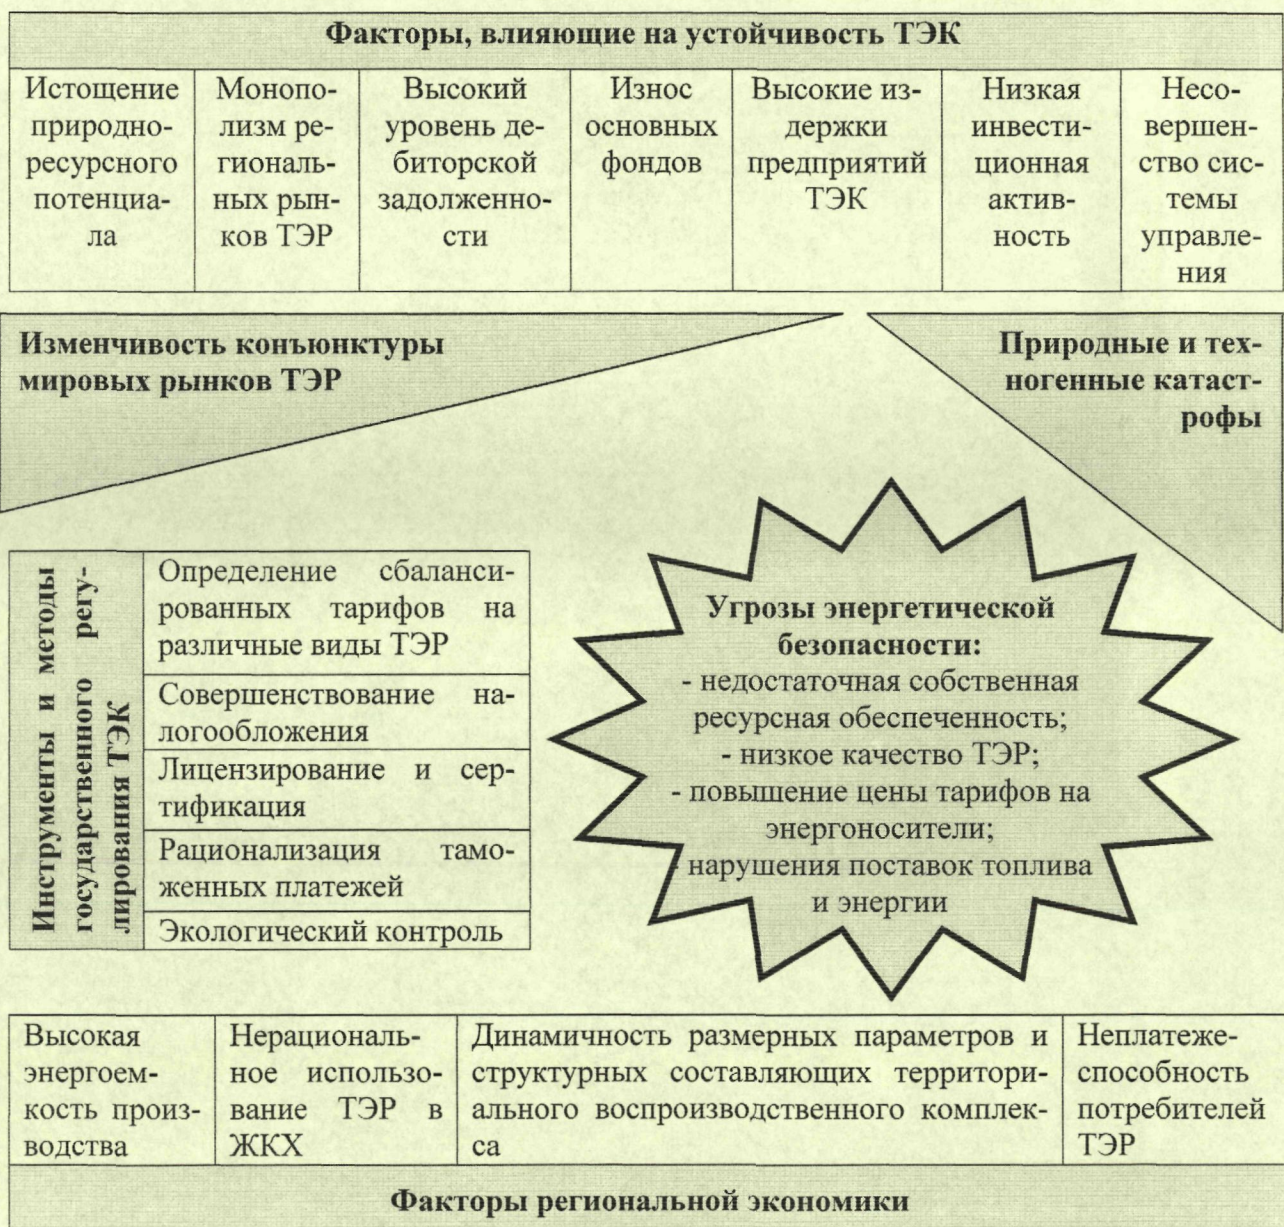 Факторы, влияющие на устойчивость ТЭК
Истощение
природно-
ресурсного
потенциа-
ла
Монопо-
лизм ре-
гиональ-
ных рын-
ков ТЭР
Высокий
уровень де-
биторской
задолженно-
сти
Износ
основных
фондов
Высокие из-
держки
предприятий
ТЭК
Низкая
инвести-
ционная
актив-
ность
Несо-
вершен-
ство сис-
темы
управле-
ния
Изменчивость конъюнктуры
мировых рынков ТЭР
Природные и тех-
ногенные катаст-
рофы
Инструменты и методы
государственного регу-
лирования ТЭК
Определение сбаланси-
рованных тарифов на
различные виды ТЭР
Совершенствование на-
логообложения
Лицензирование и сер-
тификация
Рационализация тамо-
женных платежей
Экологический контроль
Угрозы энергетической
безопасности:
- недостаточная собственная
ресурсная обеспеченность;
- низкое качество ТЭР;
- повышение цены тарифов на
энергоносители;
- нарушения поставок топлива
и энергии
Высокая
энергоем-
кость произ-
водства
Нерациональ-
ное использо-
вание ТЭР в
ЖКХ
Динамичность размерных параметров и
структурных составляющих территори-
ального воспроизводственного комплек-
са
Неплатеже-
способность
потребителей
ТЭР
Факторы региональной экономики